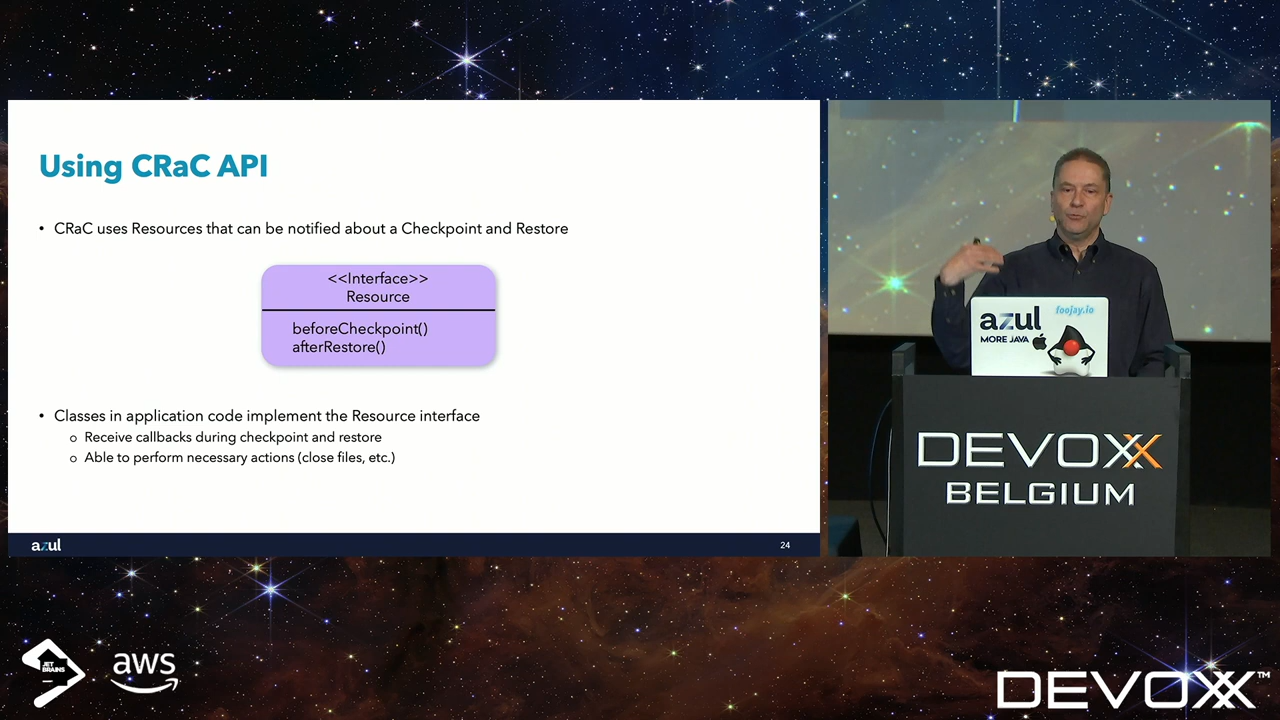 Using CRaC API
• CRaC uses Resources that can be notified about a Checkpoint and Restore
<<Interface>>
Resource
beforeCheckpoint()
afterRestore()
• Classes in application code implement the Resource interface
o Receive callbacks during checkpoint and restore
o Able to perform necessary actions (close files, etc.)
azul
24
foojay.io
azul
MORE JAVA
DEVOXX
BELGIUM
JET
BRAINS
aws
DEVOXX™